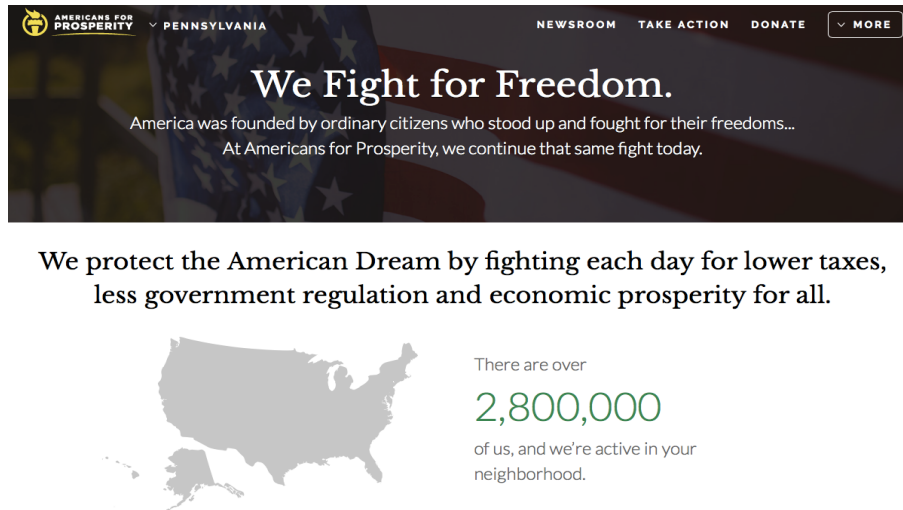 AMERICANS FOR
PROSPERITY
PENNSYLVANIA
NEWSROOM
TAKE ACTION
DONATE
MORE
We Fight for Freedom.
America was founded by ordinary citizens who stood up and fought for their freedoms...
At Americans for Prosperity, we continue that same fight today.
We protect the American Dream by fighting each day for lower taxes,
less government regulation and economic prosperity for all.
There are over
2,800,000
of us, and we're active in your
neighborhood.